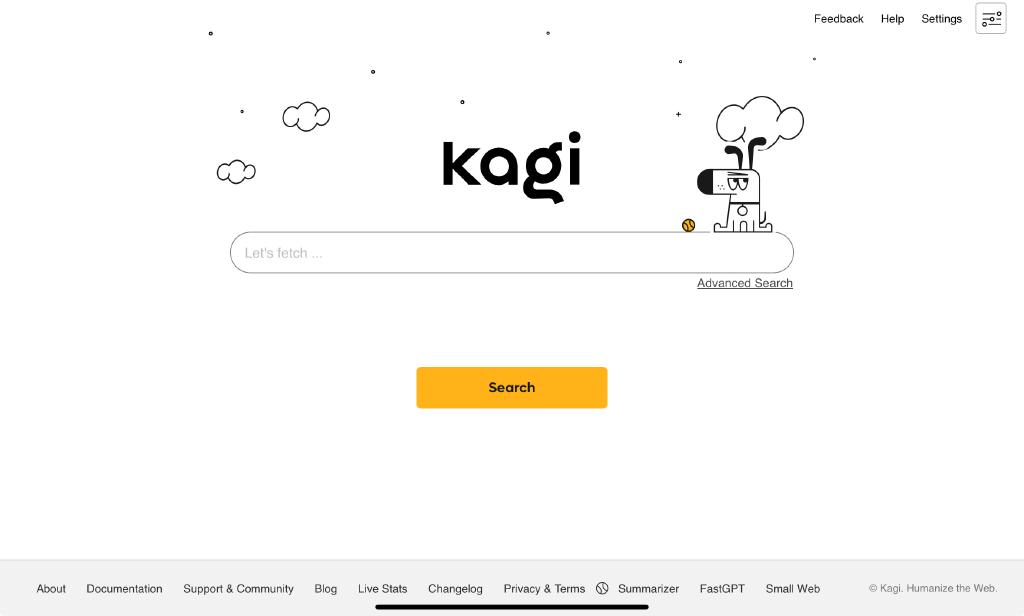 Feedback Help Settings
kagi
Let's fetch ...
Advanced Search
Search
About Documentation Support & Community Blog Live Stats Changelog Privacy & Terms Summarizer FastGPT Small Web © Kagi. Humanize the Web.